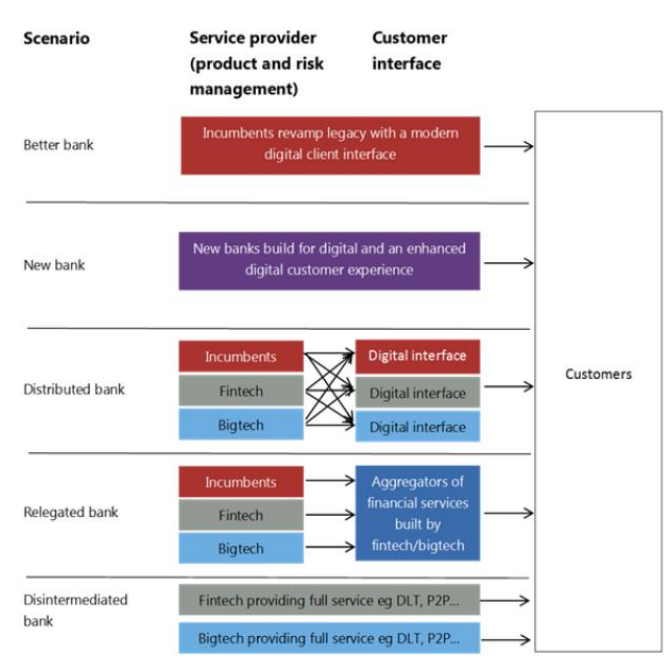 Scenario
Service provider
(product and risk
management)
Customer
interface
Better bank
Incumbents revamp legacy with a modern
digital client interface
New bank
New banks build for digital and an enhanced
digital customer experience
Distributed bank
Incumbents
Fintech
Bigtech
Digital interface
Digital interface
Digital interface
Relegated bank
Incumbents
Fintech
Bigtech
Aggregators of
financial services
built by
fintech/bigtech
Disintermediated
bank
Fintech providing full service eg DLT, P2P...
Bigtech providing full service eg DLT, P2P...
Customers